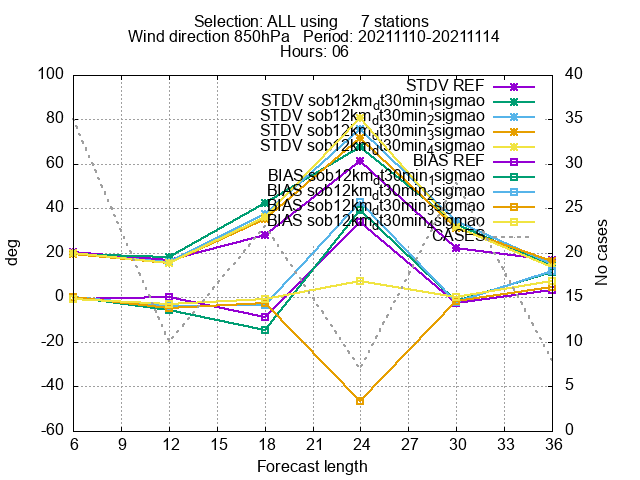 Selection: ALL using 7 stations
Wind direction 850hPa Period: 20211110-20211114
Hours: 06
100
80
60
40
20
0
-20
-40
-60
40
35
30
25
20
15
10
5
0
STDV REF
STDV sob12km_dt30min_1sigmao
STDV sob12km_dt30min_2sigmao
STDV sob12km_dt30min_3sigmao
STDV sob12km_dt30min_4sigmao
BIAS REF
BIAS sob12km_dt30min_1sigmao
BIAS sob12km_dt30min_2sigmao
BIAS sob12km_dt30min_3sigmao
BIAS sob12km_dt30min_4sigmao
CASES
deg
No cases
6 9 12 15 18 21 24 27 30 33 36
Forecast length